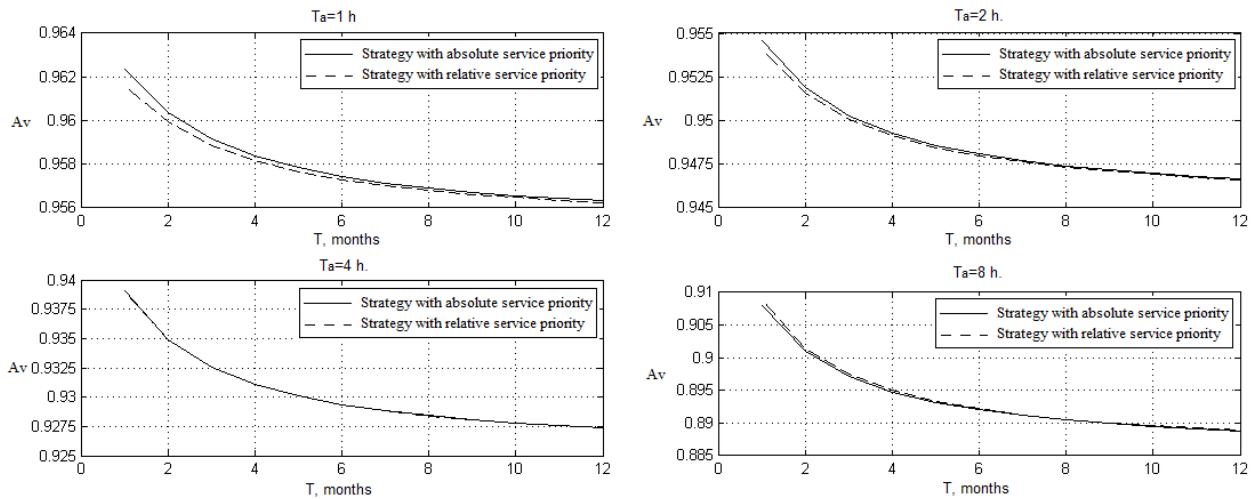 Ta=1 h
0.964
0.962
0.96
0.958
0.956
Av
Strategy with absolute service priority
Strategy with relative service priority
0 2 4 6 8 10 12
T, months
Ta=2 h.
0.955
0.9525
0.95
0.9475
0.945
Av
Strategy with absolute service priority
Strategy with relative service priority
0 2 4 6 8 10 12
T, months
Ta=4 h.
0.94
0.9375
0.935
0.9325
0.93
0.9275
0.925
Av
Strategy with absolute service priority
Strategy with relative service priority
0 2 4 6 8 10 12
T, months
Ta=8 h.
0.91
0.905
0.9
0.895
0.89
0.885
Av
Strategy with absolute service priority
Strategy with relative service priority
0 2 4 6 8 10 12
T, months